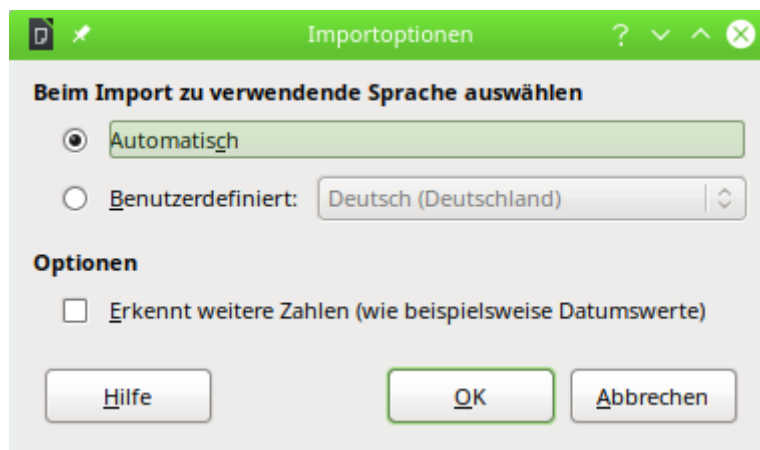 Importoptionen
Beim Import zu verwendende Sprache auswählen
Automatisch
Benutzerdefiniert: Deutsch (Deutschland)
Optionen
Erkennt weitere Zahlen (wie beispielsweise Datumswerte)
Hilfe OK Abbrechen